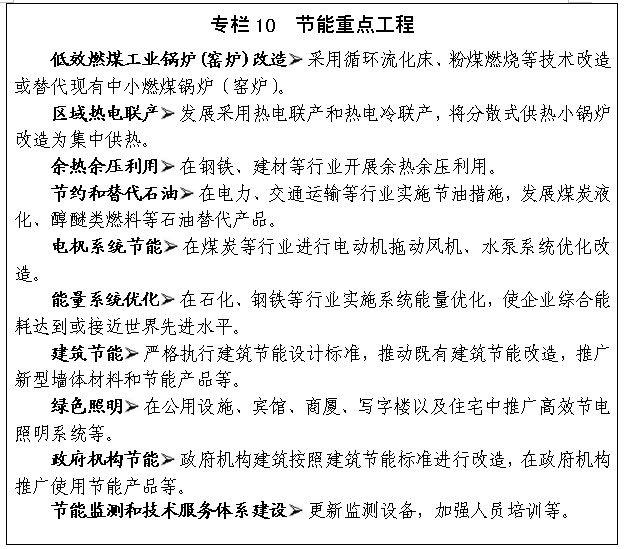 专栏10 节能重点工程
低效燃煤工业锅炉(窑炉)改造➢ 采用循环流化床、粉煤燃烧等技术改造
或替代现有中小燃煤锅炉（窑炉）。
区域热电联产➢ 发展采用热电联产和热电冷联产，将分散式供热小锅炉
改造为集中供热。
余热余压利用➢ 在钢铁、建材等行业开展余热余压利用。
节约和替代石油➢ 在电力、交通运输等行业实施节油措施，发展煤炭液
化、醇醚类燃料等石油替代产品。
电机系统节能➢ 在煤炭等行业进行电动机拖动风机、水泵系统优化改
造。
能量系统优化➢ 在石化、钢铁等行业实施系统能量优化，使企业综合能
耗达到或接近世界先进水平。
建筑节能➢ 严格执行建筑节能设计标准，推动既有建筑节能改造，推广
新型墙体材料和节能产品等。
绿色照明➢ 在公用设施、宾馆、商厦、写字楼以及住宅中推广高效节电
照明系统等。
政府机构节能➢ 政府机构建筑按照建筑节能标准进行改造，在政府机构
推广使用节能产品等。
节能监测和技术服务体系建设➢ 更新监测设备，加强人员培训等。